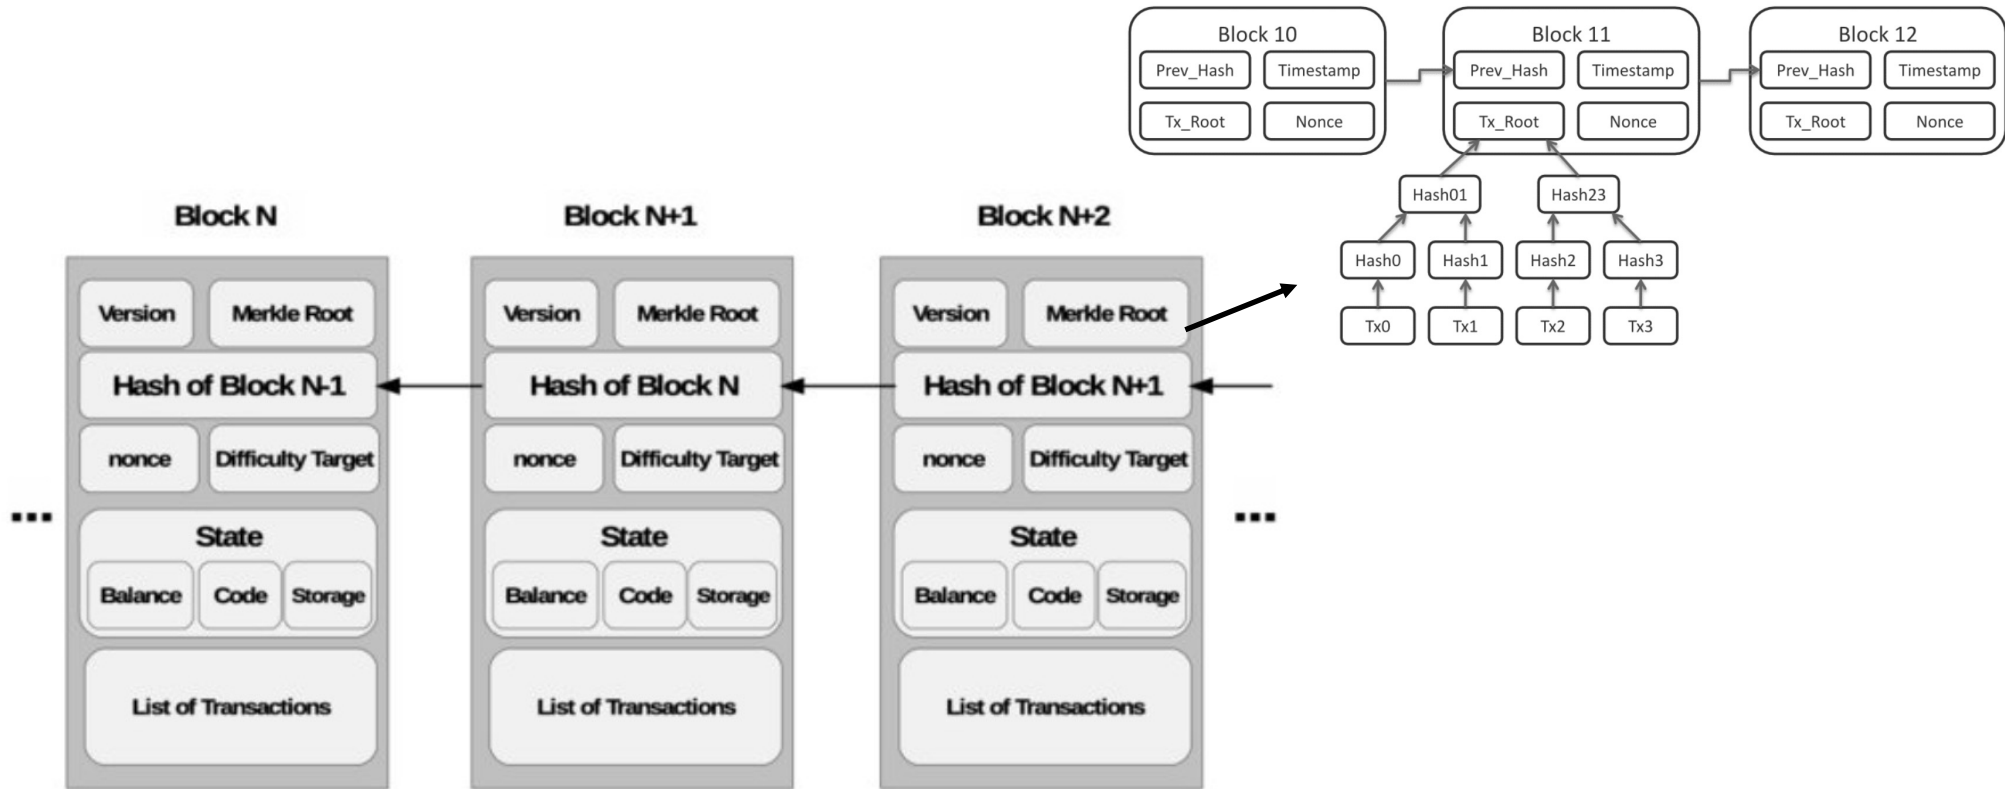 Block 10
Block 11
Block 12
Prev_Hash
Timestamp
Prev_Hash
Timestamp
Prev_Hash
Timestamp
Tx_Root
Nonce
Tx_Root
Nonce
Tx_Root
Nonce
Hash01
Hash23
Hash0
Hash1
Hash2
Hash3
Tx0
Tx1
Tx2
Tx3
Block N
Block N+1
Block N+2
Version
Merkle Root
Version
Merkle Root
Version
Merkle Root
Hash of Block N-1
Hash of Block N
Hash of Block N+1
nonce
Difficulty Target
nonce
Difficulty Target
nonce
Difficulty Target
...
...
State
State
State
Balance
Code
Storage
Balance
Code
Storage
Balance
Code
Storage
List of Transactions
List of Transactions
List of Transactions